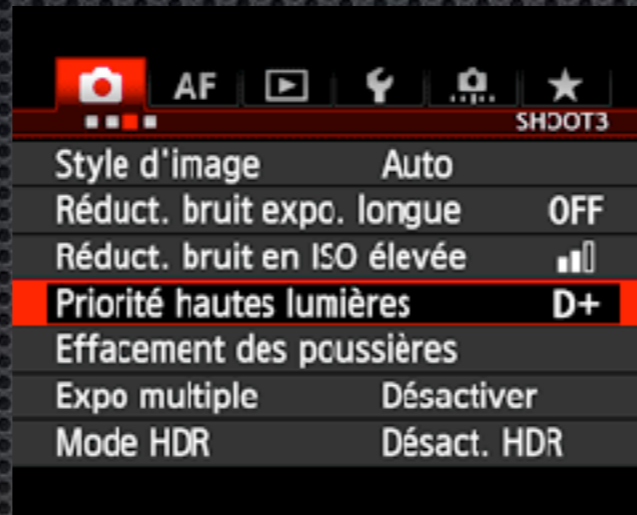 AF
SHOOT3
Style d'image Auto
Réduct. bruit expo. longue OFF
Réduct. bruit en ISO élevée
Priorité hautes lumières D+
Effacement des poussières
Expo multiple Désactiver
Mode HDR Désact. HDR